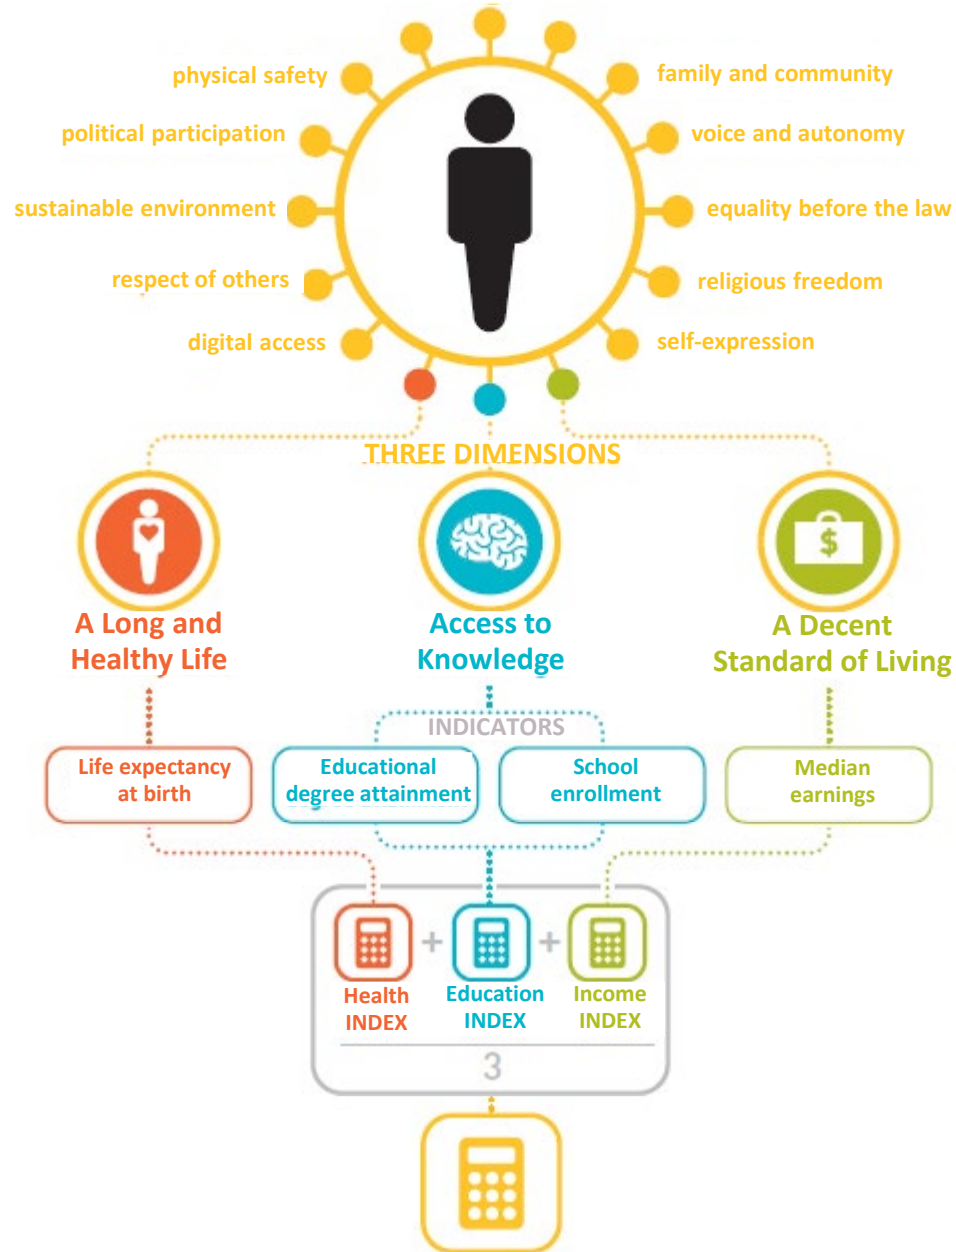 physical safety
family and community
political participation
voice and autonomy
sustainable environment
equality before the law
respect of others
religious freedom
digital access
self-expression
THREE DIMENSIONS
$
A Long and
Healthy Life
Access to
Knowledge
A Decent
Standard of Living
INDICATORS
Life expectancy
at birth
Educational
degree attainment
School
enrollment
Median
earnings
+ +
Health
INDEX
Education
INDEX
Income
INDEX
3